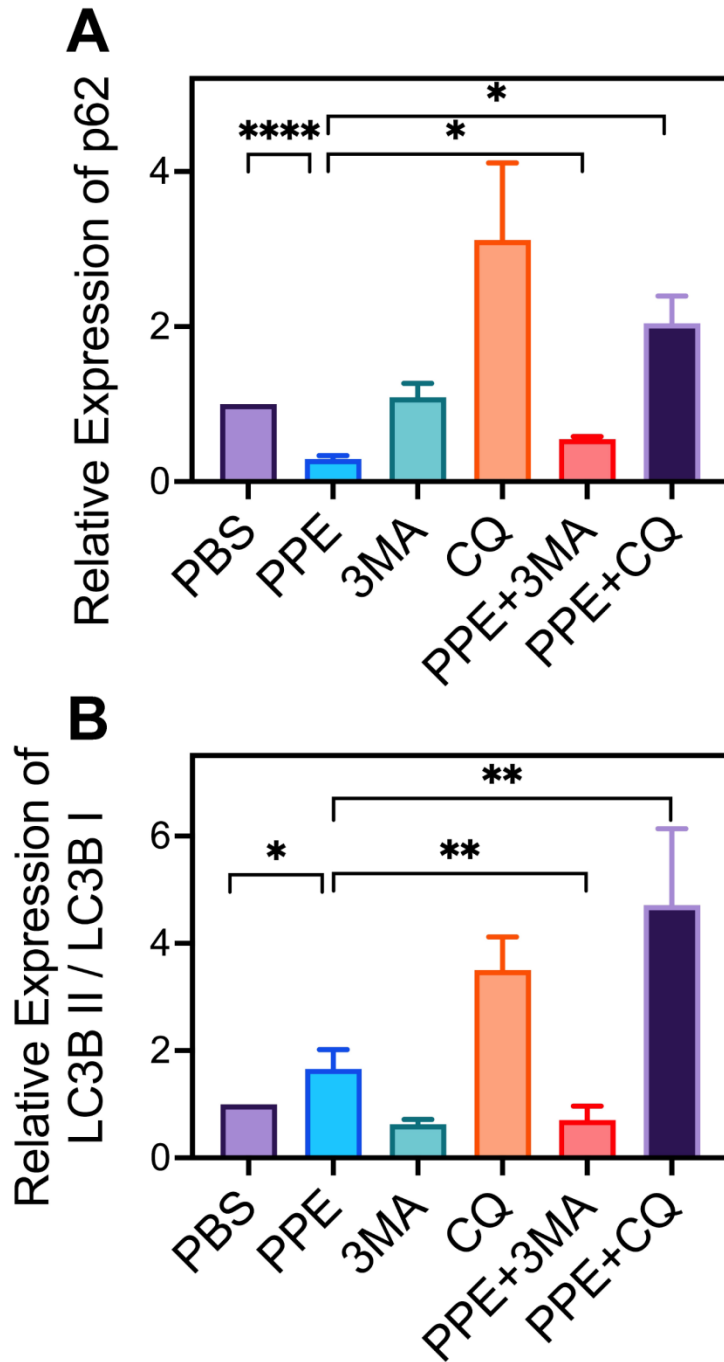 A
Relative Expression of p62
4
2
0
****
*
*
PBS
PPE
3MA
CQ
PPE+3MA
PPE+CQ
B
Relative Expression of
LC3B II / LC3B I
6
4
2
0
*
**
**
PBS
PPE
3MA
CQ
PPE+3MA
PPE+CQ